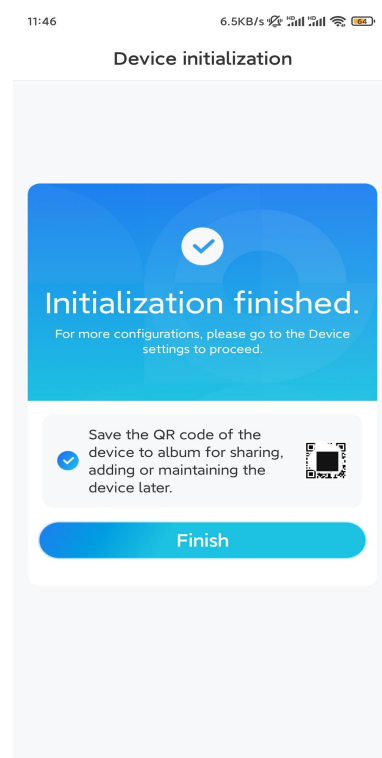 11:46 6.5KB/s HD HD 64
Device initialization
Initialization finished.
For more configurations, please go to the Device
settings to proceed.
Save the QR code of the
device to album for sharing,
adding or maintaining the
device later.
Finish